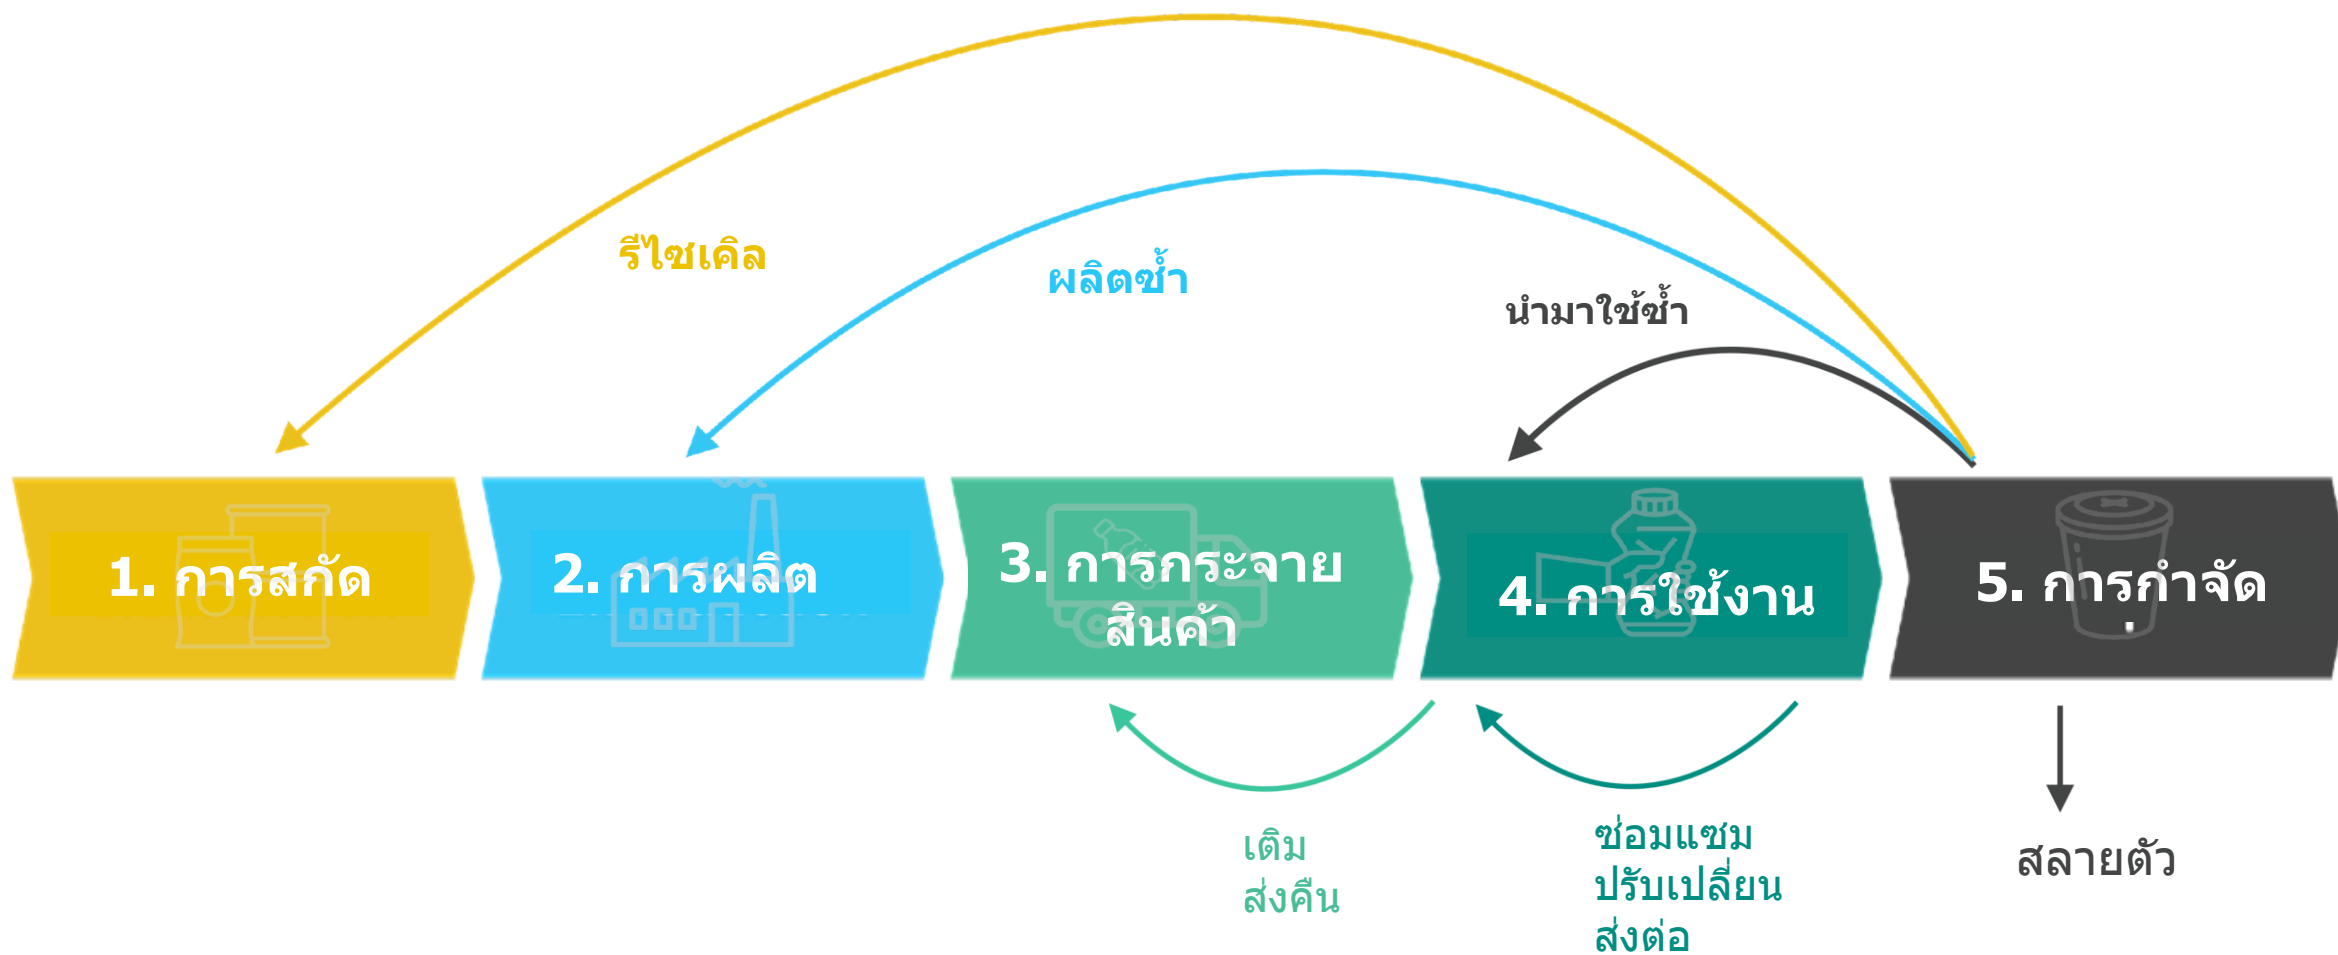 รีไซเคิล
ผลิตซ้ำ
นำมาใช้ซ้ำ
1. การสกัด
2. การผลิต
3. การกระจาย
สินค้า
4. การใช้งาน
5. การกำจัด
เติม
ส่งคืน
ซ่อมแซม
ปรับเปลี่ยน
ส่งต่อ
สลายตัว